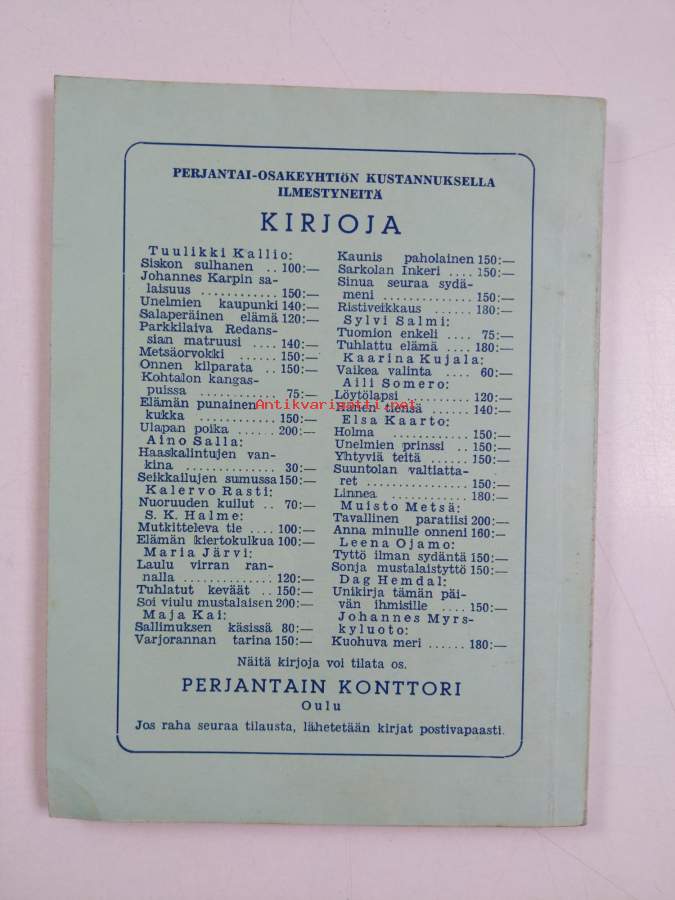 PERJANTAI-OSAKEYHTIÖN KUSTANNUKSELLA
ILMESTYNEITÄ
KIRJOJA
Tuulikki Kallio:
Siskon sulhanen .. 100:—
Johannes Karpin sa-
laisuus ............ 150:—
Unelmien kaupunki 140:—
Salaperäinen elämä 120:—
Parkkilaiva Redans-
sian matruusi .... 140:—
Metsäorvokki ...... 150:—
Onnen kilparata .. 150:—
Kohtalon kangas-
puissa ............ 75:—
Elämän punainen
kukka ............ 150:—
Ulapan poika ...... 200:—
Aino Salla:
Haaskalintujen van-
kina .............. 30:—
Seikkailujen sumussa 150:—
Kalervo Rasti:
Nuoruuden kuilut .. 70:—
S. K. Halme:
Mutkitteleva tie .... 100:—
Elämän kiertokulkua 100:—
Maria Järvi:
Laulu virran ran-
nalla .............. 120:—
Tuhlatut keväät .. 150:—
Soi viulu mustalaisen 200:—
Maja Kai:
Sallimuksen käsissä 80:—
Varjorannan tarina 150:—
Kaunis paholainen 150:—
Sarkolan Inkeri .... 150:—
Sinua seuraa sydä-
meni .............. 150:—
Ristiveikkaus ...... 180:—
Sylvi Salmi:
Tuomion enkeli .... 75:—
Tuhlattu elämä .... 180:—
Kaarina Kujala:
Vaikea valinta .... 60:—
Aili Somero:
Löytölapsi ........ 120:—
Hänen tiensä ...... 140:—
Elsa Kaarto:
Holma ............ 150:—
Unelmien prinssi .. 150:—
Yhtyviä teitä ...... 150:—
Suuntolan valtiatta-
ret ................ 150:—
Linnea ............ 180:—
Muisto Metsä:
Tavallinen paratiisi 200:—
Anna minulle onneni 160:—
Leena Ojamo:
Tyttö ilman sydäntä 150:—
Sonja mustalaistyttö 150:—
Dag Hemdal:
Unikirja tämän päi-
vän ihmisille .... 150:—
Johannes Myrs-
kyluoto:
Kuohuva meri ...... 180:—
Näitä kirjoja voi tilata os.
PERJANTAIN KONTTORI
Oulu
Jos raha seuraa tilausta, lähetetään kirjat postivapaasti.
Antikvariaatti.net